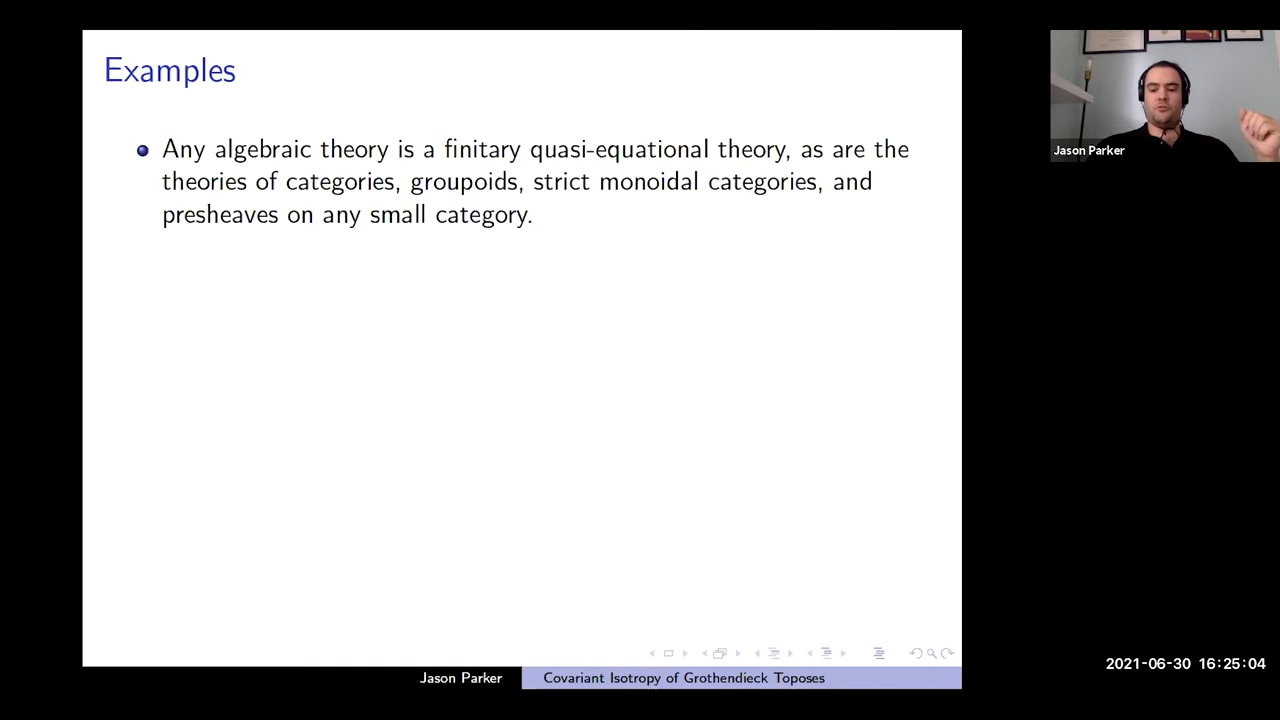 Examples
Any algebraic theory is a finitary quasi-equational theory, as are the
theories of categories, groupoids, strict monoidal categories, and
presheaves on any small category.
Jason Parker
2021-06-30 16:25:04
Jason Parker
Covariant Isotropy of Grothendieck Toposes